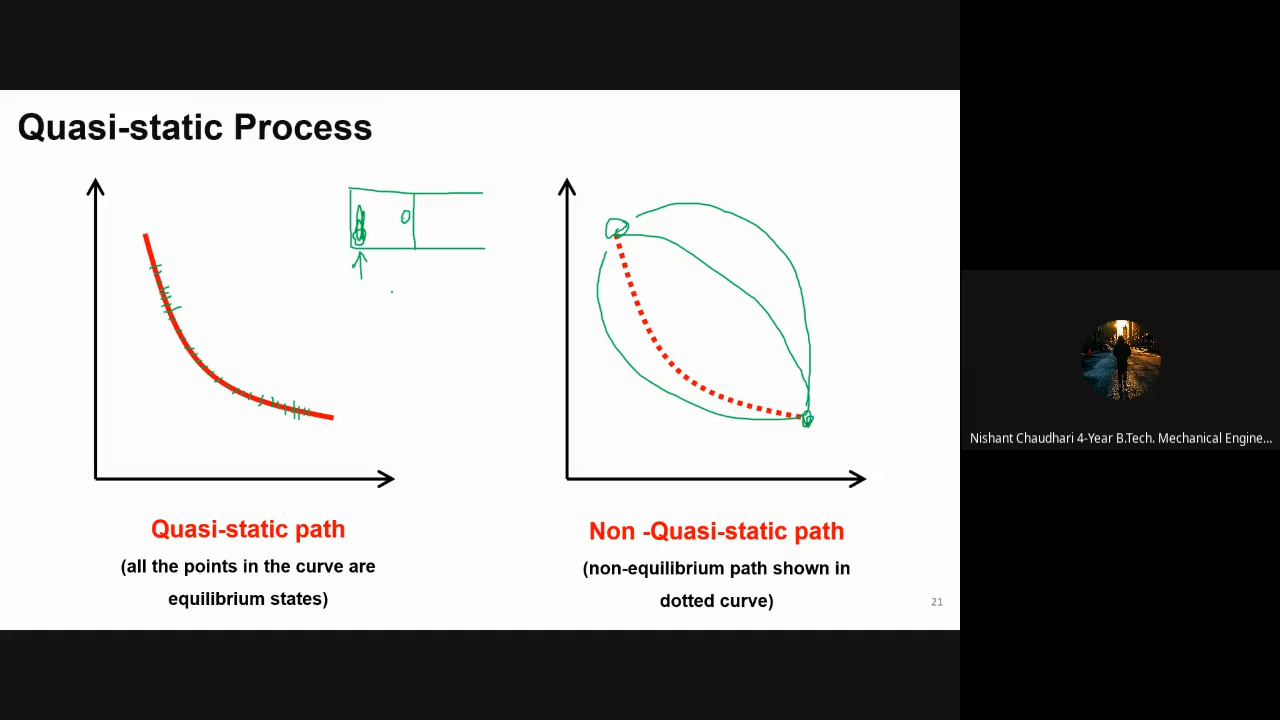 Quasi-static Process
Quasi-static path
(all the points in the curve are
equilibrium states)
Non -Quasi-static path
(non-equilibrium path shown in
dotted curve)
21
Nishant Chaudhari 4-Year B.Tech. Mechanical Engine...